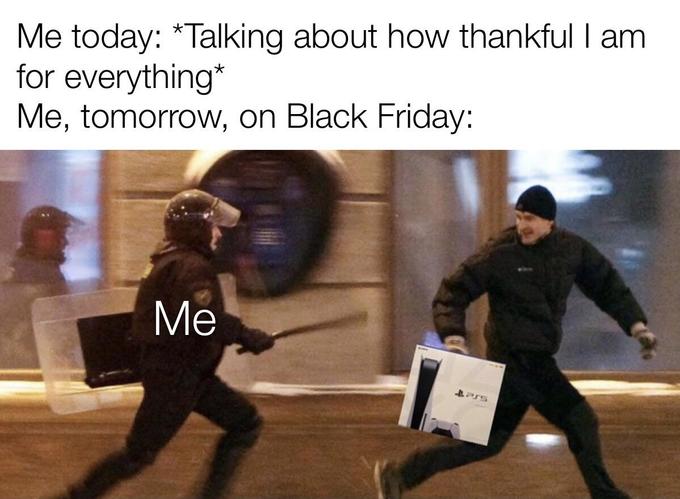 Me today: *Talking about how thankful I am
for everything*
Me, tomorrow, on Black Friday:
Me
PS5